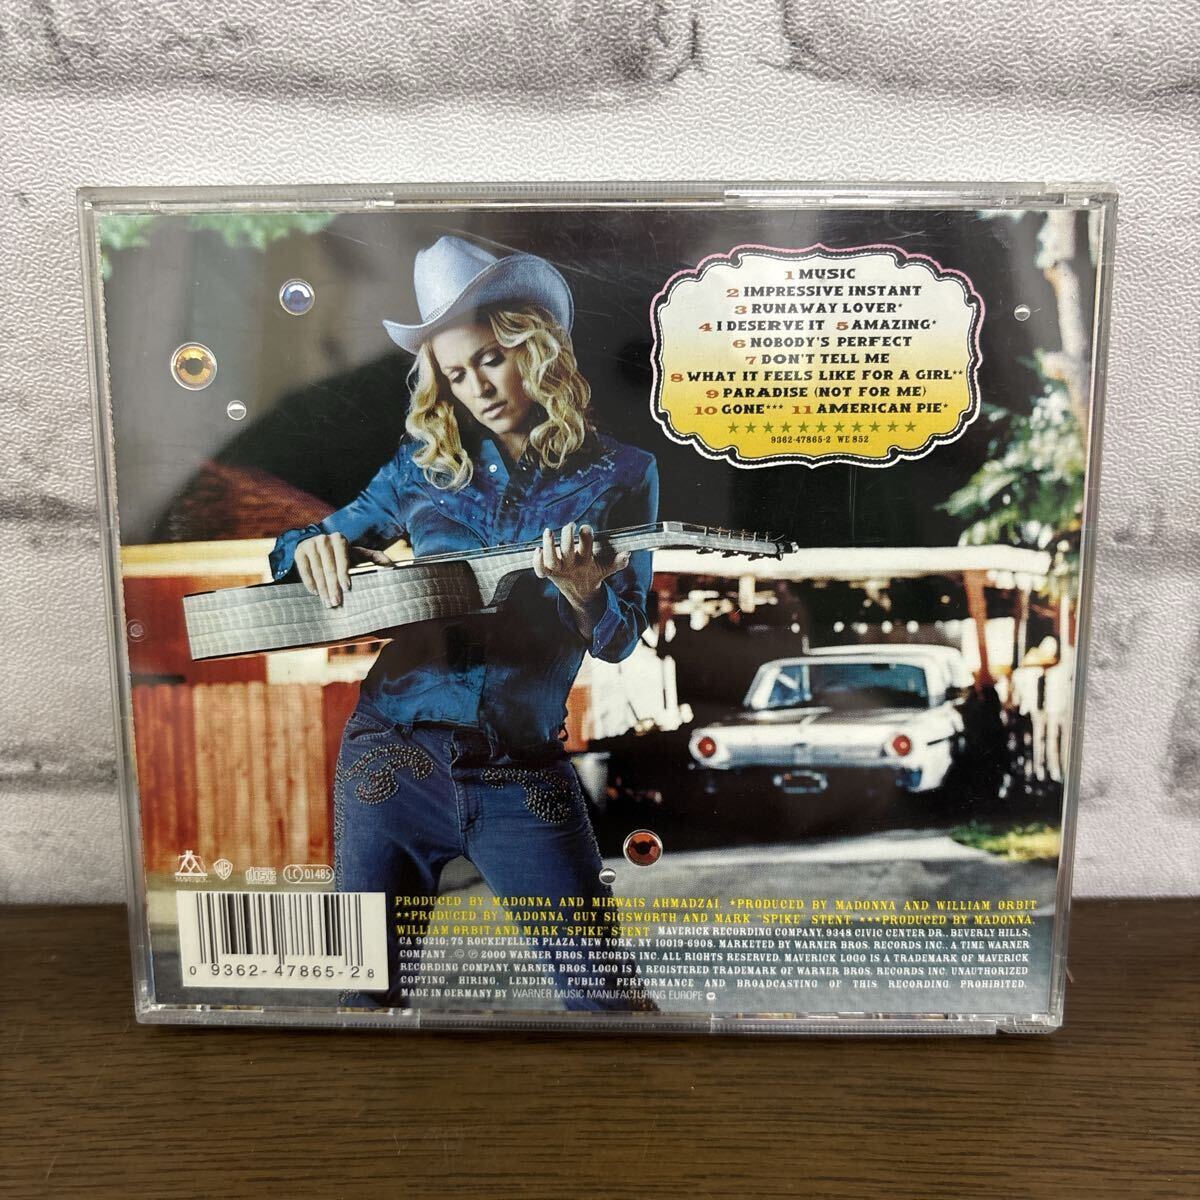 1 MUSIC
2 IMPRESSIVE INSTANT
3 RUNAWAY LOVER*
4 I DESERVE IT 5 AMAZING*
6 NOBODY'S PERFECT
7 DON'T TELL ME
8 WHAT IT FEELS LIKE FOR A GIRL**
9 PARADISE (NOT FOR ME)
10 GONE*** 11 AMERICAN PIE*
9362-47865-2 WE 852
MAVERICK
WB
disc
LC 01485
PRODUCED BY MADONNA AND MIRWAIS AHMADZAI. *PRODUCED BY MADONNA AND WILLIAM ORBIT
**PRODUCED BY MADONNA, GUY SIGSWORTH AND MARK "SPIKE" STENT. ***PRODUCED BY MADONNA,
WILLIAM ORBIT AND MARK "SPIKE" STENT MAVERICK RECORDING COMPANY, 9348 CIVIC CENTER DR., BEVERLY HILLS,
CA 90210; 75 ROCKEFELLER PLAZA, NEW YORK, NY 10019-6908. MARKETED BY WARNER BROS. RECORDS INC., A TIME WARNER
COMPANY. © ℗ 2000 WARNER BROS. RECORDS INC. ALL RIGHTS RESERVED. MAVERICK LOGO IS A TRADEMARK OF MAVERICK
RECORDING COMPANY. WARNER BROS. LOGO IS A REGISTERED TRADEMARK OF WARNER BROS. RECORDS INC. UNAUTHORIZED
COPYING, HIRING, LENDING, PUBLIC PERFORMANCE AND BROADCASTING OF THIS RECORDING PROHIBITED.
MADE IN GERMANY BY WARNER MUSIC MANUFACTURING EUROPE
0 9362-47865-2 8